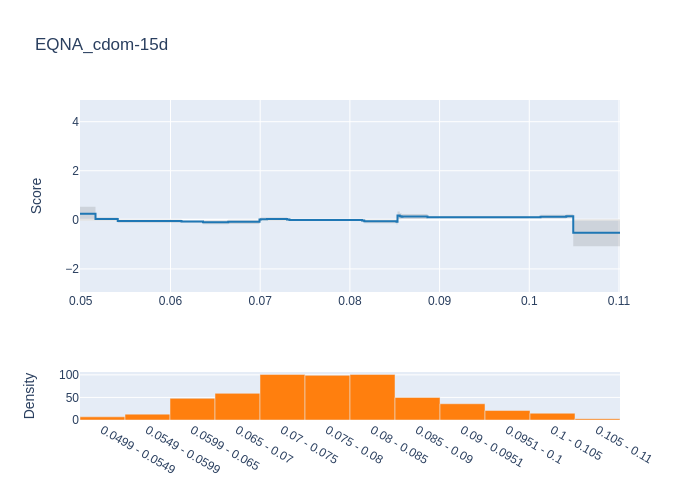 EQNA_cdom-15d
Score
4
2
0
−2
0.05 0.06 0.07 0.08 0.09 0.1 0.11
Density
100
50
0
0.0499 - 0.0549
0.0549 - 0.0599
0.0599 - 0.065
0.065 - 0.07
0.07 - 0.075
0.075 - 0.08
0.08 - 0.085
0.085 - 0.09
0.09 - 0.0951
0.0951 - 0.1
0.1 - 0.105
0.105 - 0.11